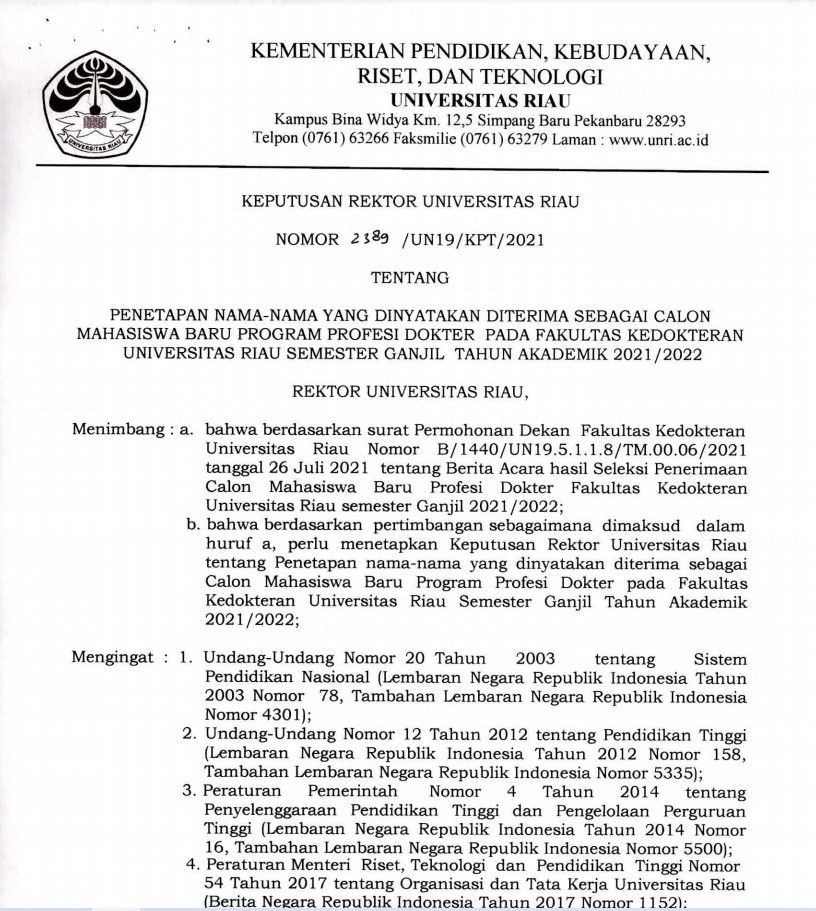 KEMENTERIAN PENDIDIKAN, KEBUDAYAAN,
RISET, DAN TEKNOLOGI
UNIVERSITAS RIAU
Kampus Bina Widya Km. 12,5 Simpang Baru Pekanbaru 28293
Telpon (0761) 63266 Faksmilie (0761) 63279 Laman : www.unri.ac.id
UNIVERSITAS RIAU
KEPUTUSAN REKTOR UNIVERSITAS RIAU
NOMOR 2389 /UN19/KPT/2021
TENTANG
PENETAPAN NAMA-NAMA YANG DINYATAKAN DITERIMA SEBAGAI CALON
MAHASISWA BARU PROGRAM PROFESI DOKTER PADA FAKULTAS KEDOKTERAN
UNIVERSITAS RIAU SEMESTER GANJIL TAHUN AKADEMIK 2021/2022
REKTOR UNIVERSITAS RIAU,
Menimbang : a. bahwa berdasarkan surat Permohonan Dekan Fakultas Kedokteran
Universitas Riau Nomor B/1440/UN19.5.1.1.8/TM.00.06/2021
tanggal 26 Juli 2021 tentang Berita Acara hasil Seleksi Penerimaan
Calon Mahasiswa Baru Profesi Dokter Fakultas Kedokteran
Universitas Riau semester Ganjil 2021/2022;
b. bahwa berdasarkan pertimbangan sebagaimana dimaksud dalam
huruf a, perlu menetapkan Keputusan Rektor Universitas Riau
tentang Penetapan nama-nama yang dinyatakan diterima sebagai
Calon Mahasiswa Baru Program Profesi Dokter pada Fakultas
Kedokteran Universitas Riau Semester Ganjil Tahun Akademik
2021/2022;
Mengingat : 1. Undang-Undang Nomor 20 Tahun 2003 tentang Sistem
Pendidikan Nasional (Lembaran Negara Republik Indonesia Tahun
2003 Nomor 78, Tambahan Lembaran Negara Republik Indonesia
Nomor 4301);
2. Undang-Undang Nomor 12 Tahun 2012 tentang Pendidikan Tinggi
(Lembaran Negara Republik Indonesia Tahun 2012 Nomor 158,
Tambahan Lembaran Negara Republik Indonesia Nomor 5335);
3. Peraturan Pemerintah Nomor 4 Tahun 2014 tentang
Penyelenggaraan Pendidikan Tinggi dan Pengelolaan Perguruan
Tinggi (Lembaran Negara Republik Indonesia Tahun 2014 Nomor
16, Tambahan Lembaran Negara Republik Indonesia Nomor 5500);
4. Peraturan Menteri Riset, Teknologi dan Pendidikan Tinggi Nomor
54 Tahun 2017 tentang Organisasi dan Tata Kerja Universitas Riau
(Berita Negara Republik Indonesia Tahun 2017 Nomor 1152);